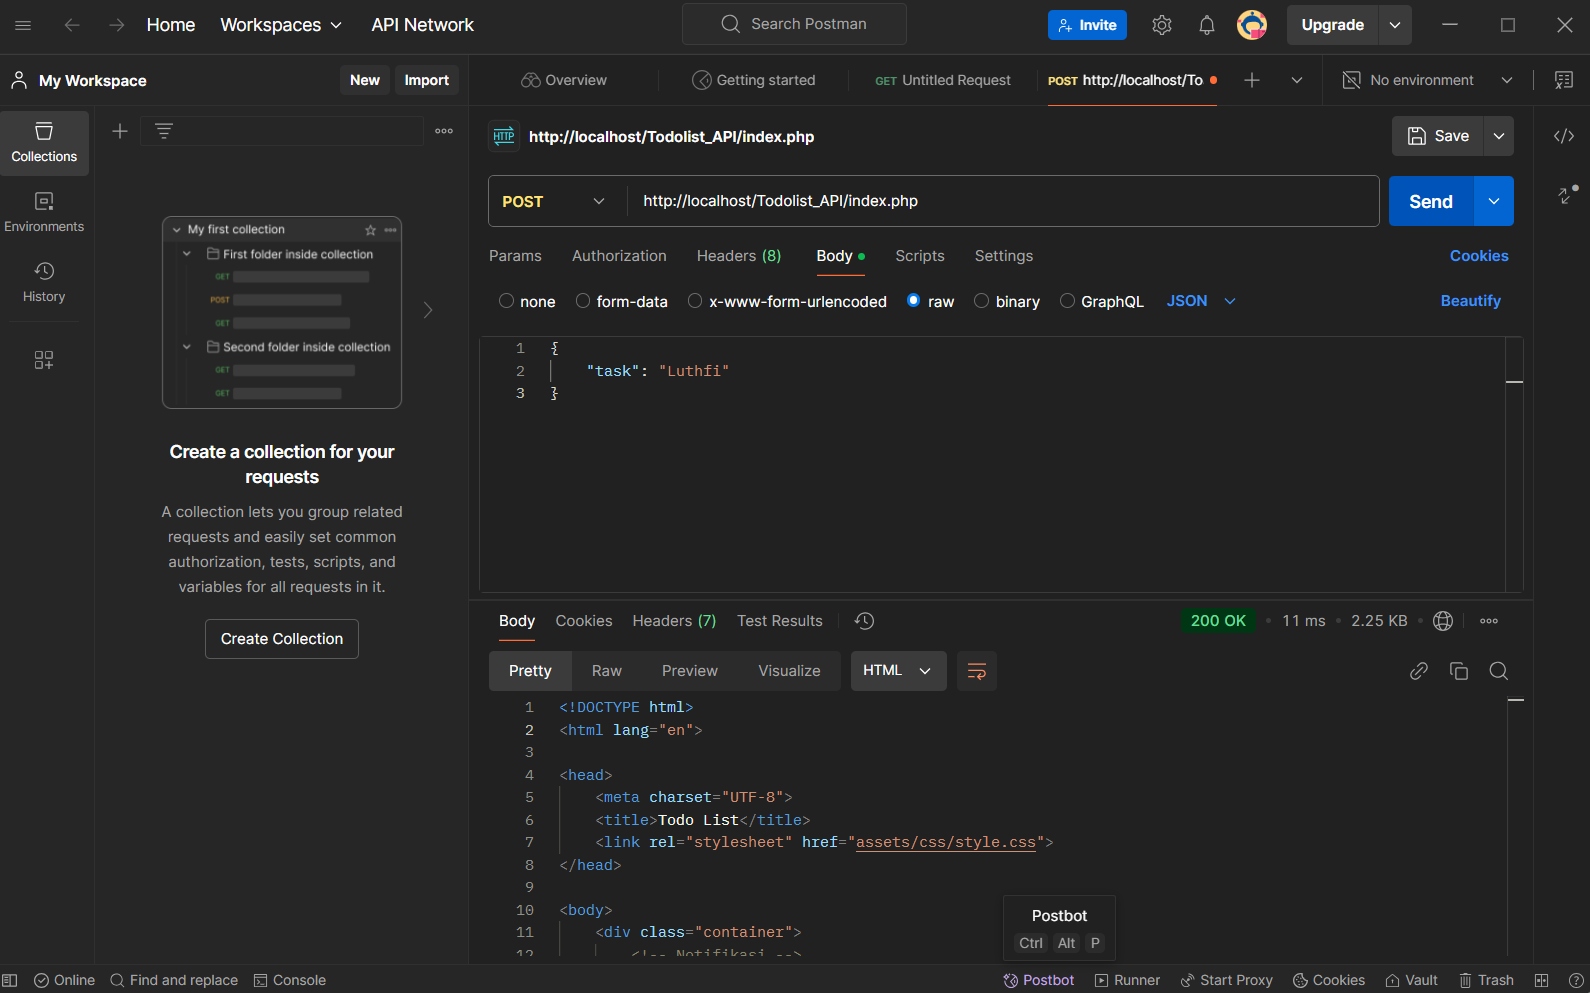 Home Workspaces API Network Search Postman Invite Upgrade
My Workspace New Import Overview Getting started GET Untitled Request POST http://localhost/To No environment
Collections
Environments
History
My first collection
First folder inside collection
GET
POST
GET
Second folder inside collection
GET
GET
Create a collection for your
requests
A collection lets you group related
requests and easily set common
authorization, tests, scripts, and
variables for all requests in it.
Create Collection
HTTP http://localhost/Todolist_API/index.php Save
POST http://localhost/Todolist_API/index.php Send
Params Authorization Headers (8) Body Scripts Settings Cookies
none form-data x-www-form-urlencoded raw binary GraphQL JSON Beautify
1 {
2 "task": "Luthfi"
3 }
Body Cookies Headers (7) Test Results 200 OK 11 ms 2.25 KB
Pretty Raw Preview Visualize HTML
1 <!DOCTYPE html>
2 <html lang="en">
3
4 <head>
5 <meta charset="UTF-8">
6 <title>Todo List</title>
7 <link rel="stylesheet" href="assets/css/style.css">
8 </head>
9
10 <body>
11 <div class="container">
12 <!-- Notifikasi -->
Postbot
Ctrl Alt P
Online Find and replace Console Postbot Runner Start Proxy Cookies Vault Trash